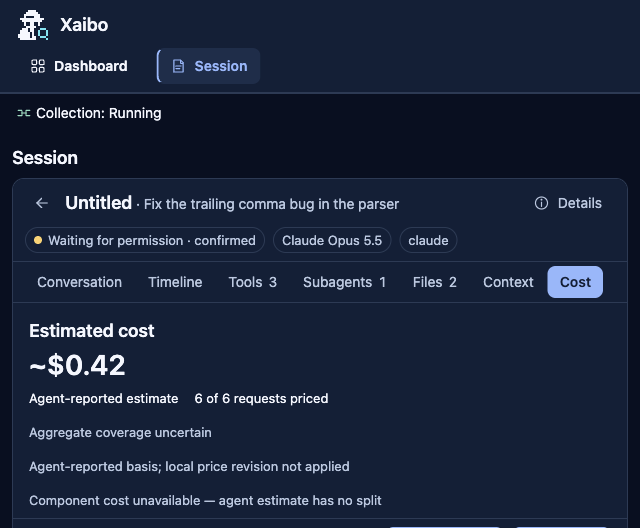 Xaibo
Dashboard Session
Collection: Running
Session
Untitled · Fix the trailing comma bug in the parser Details
Waiting for permission · confirmed Claude Opus 5.5 claude
Conversation Timeline Tools 3 Subagents 1 Files 2 Context Cost
Estimated cost
~$0.42
Agent-reported estimate 6 of 6 requests priced
Aggregate coverage uncertain
Agent-reported basis; local price revision not applied
Component cost unavailable — agent estimate has no split